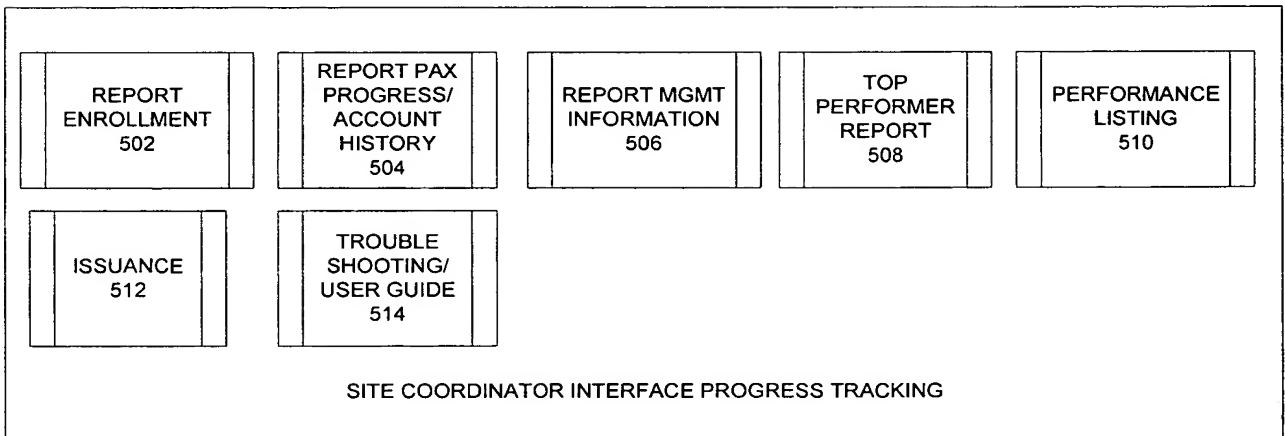 REPORT
ENROLLMENT
502
REPORT PAX
PROGRESS/
ACCOUNT
HISTORY
504
REPORT MGMT
INFORMATION
506
TOP
PERFORMER
REPORT
508
PERFORMANCE
LISTING
510
ISSUANCE
512
TROUBLE
SHOOTING/
USER GUIDE
514
SITE COORDINATOR INTERFACE PROGRESS TRACKING